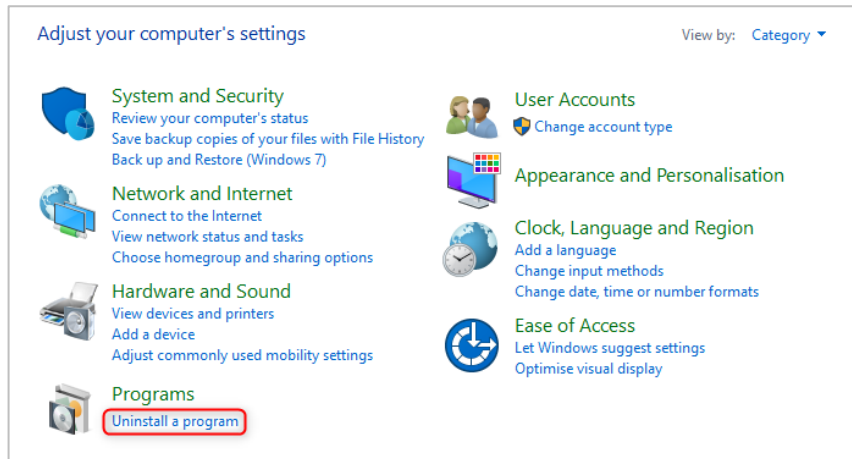 Adjust your computer's settings
View by: Category
System and Security
Review your computer's status
Save backup copies of your files with File History
Back up and Restore (Windows 7)
Network and Internet
Connect to the Internet
View network status and tasks
Choose homegroup and sharing options
Hardware and Sound
View devices and printers
Add a device
Adjust commonly used mobility settings
Programs
Uninstall a program
User Accounts
Change account type
Appearance and Personalisation
Clock, Language and Region
Add a language
Change input methods
Change date, time or number formats
Ease of Access
Let Windows suggest settings
Optimise visual display